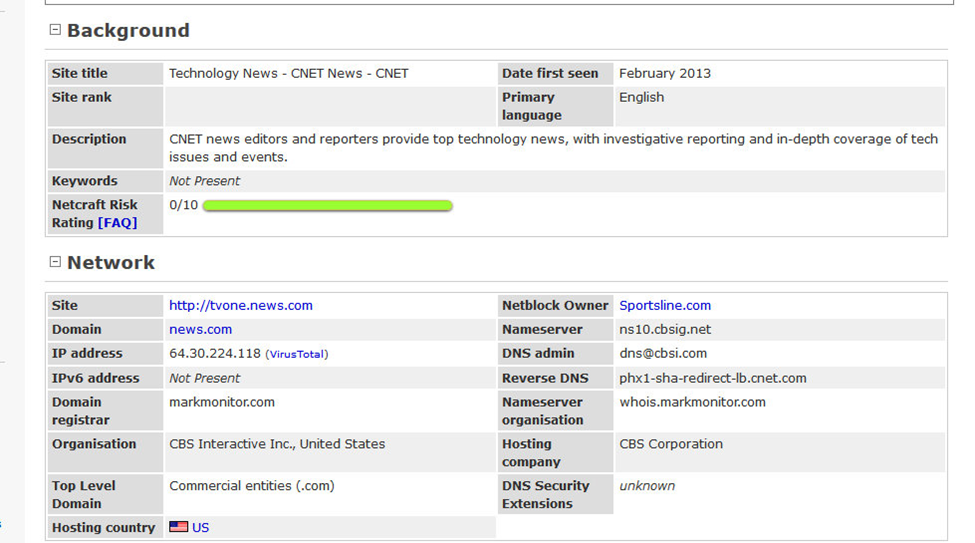 Background
Site title Technology News - CNET News - CNET Date first seen February 2013
Site rank Primary language English
Description CNET news editors and reporters provide top technology news, with investigative reporting and in-depth coverage of tech
issues and events.
Keywords Not Present
Netcraft Risk Rating [FAQ] 0/10
Network
Site http://tvone.news.com Netblock Owner Sportsline.com
Domain news.com Nameserver ns10.cbsig.net
IP address 64.30.224.118 (VirusTotal) DNS admin dns@cbsi.com
IPv6 address Not Present Reverse DNS phx1-sha-redirect-lb.cnet.com
Domain registrar markmonitor.com Nameserver organisation whois.markmonitor.com
Organisation CBS Interactive Inc., United States Hosting company CBS Corporation
Top Level Domain Commercial entities (.com) DNS Security Extensions unknown
Hosting country US